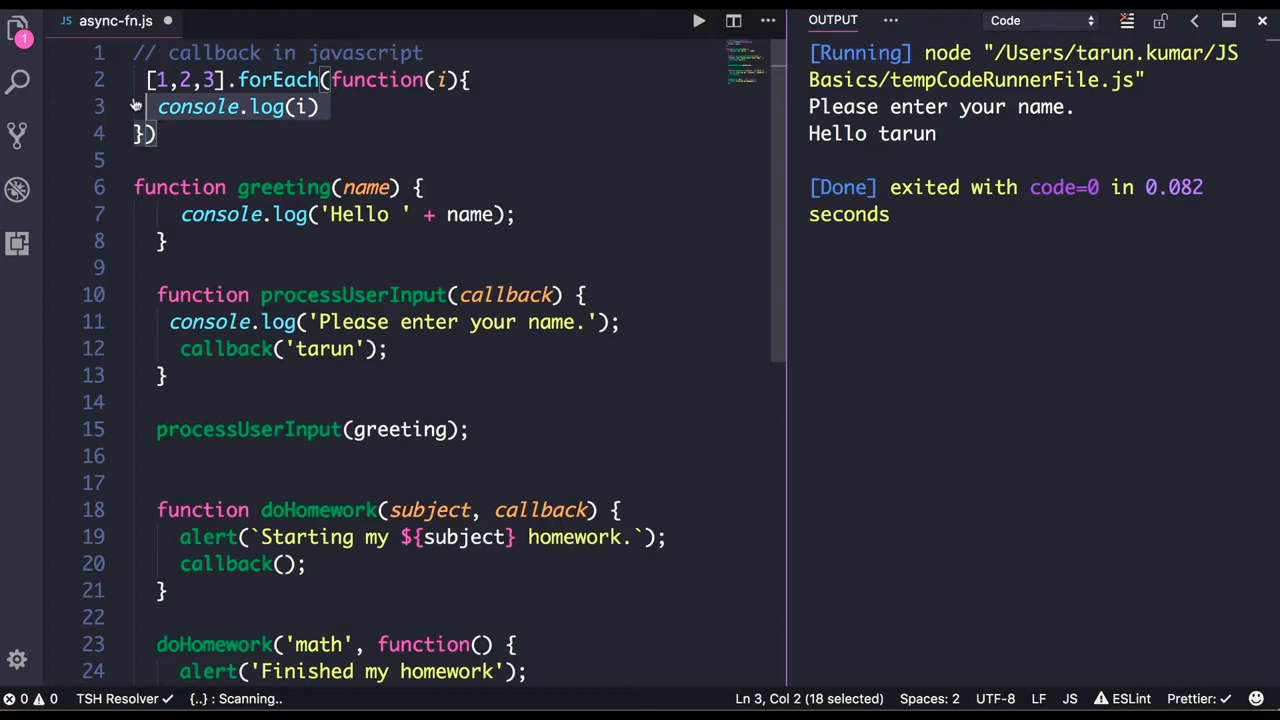 JS async-fn.js
OUTPUT
Code
1
1 // callback in javascript
2 [1,2,3].forEach(function(i){
3 console.log(i)
4 })
5
6 function greeting(name) {
7 console.log('Hello ' + name);
8 }
9
10 function processUserInput(callback) {
11 console.log('Please enter your name.');
12 callback('tarun');
13 }
14
15 processUserInput(greeting);
16
17
18 function doHomework(subject, callback) {
19 alert(`Starting my ${subject} homework.`);
20 callback();
21 }
22
23 doHomework('math', function() {
24 alert('Finished my homework');
[Running] node "/Users/tarun.kumar/JS
Basics/tempCodeRunnerFile.js"
Please enter your name.
Hello tarun
[Done] exited with code=0 in 0.082
seconds
0 0 TSH Resolver {..} : Scanning.. Ln 3, Col 2 (18 selected) Spaces: 2 UTF-8 LF JS ESLint Prettier: